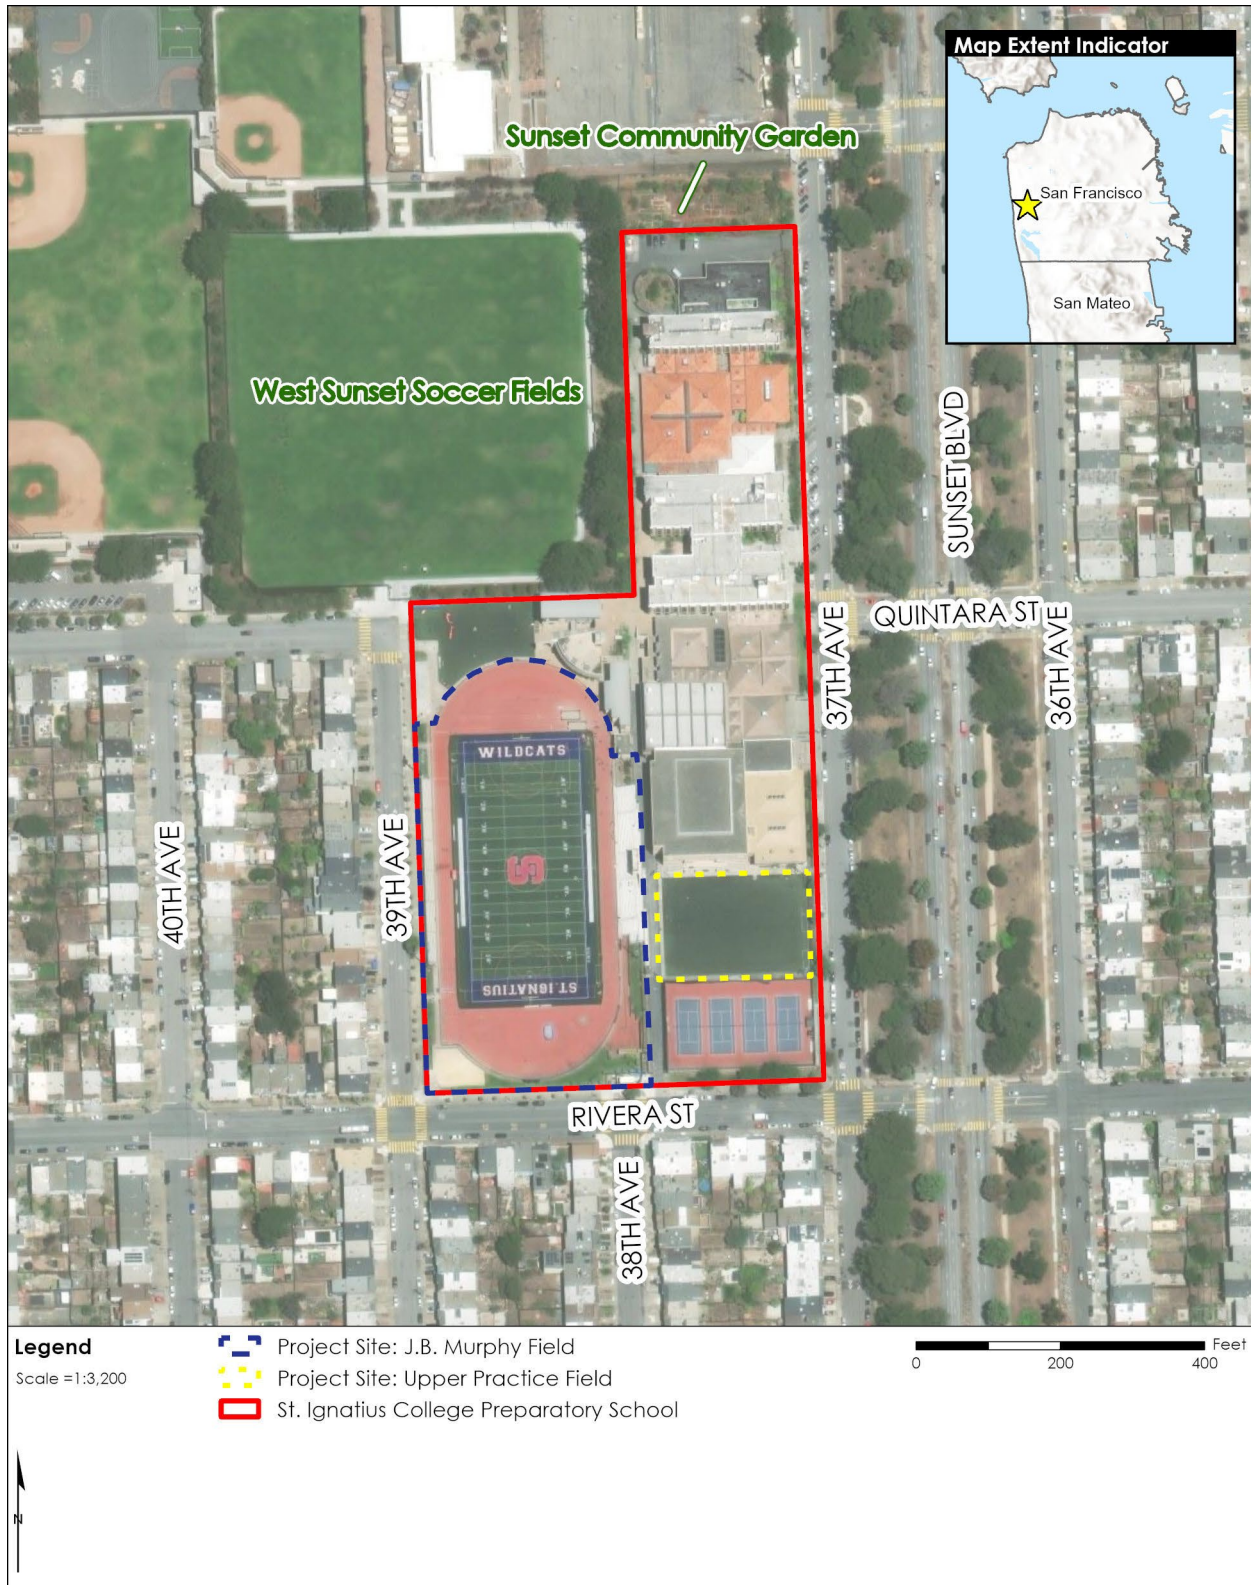 Map Extent Indicator
San Francisco
San Mateo
Sunset Community Garden
West Sunset Soccer Fields
SUNSET BLVD
QUINTARA ST
37TH AVE
36TH AVE
WILDCATS
S
ST. IGNATIUS
40TH AVE
39TH AVE
RIVERA ST
38TH AVE
Legend
Scale =1:3,200
Project Site: J.B. Murphy Field
Project Site: Upper Practice Field
St. Ignatius College Preparatory School
Feet
0 200 400
N